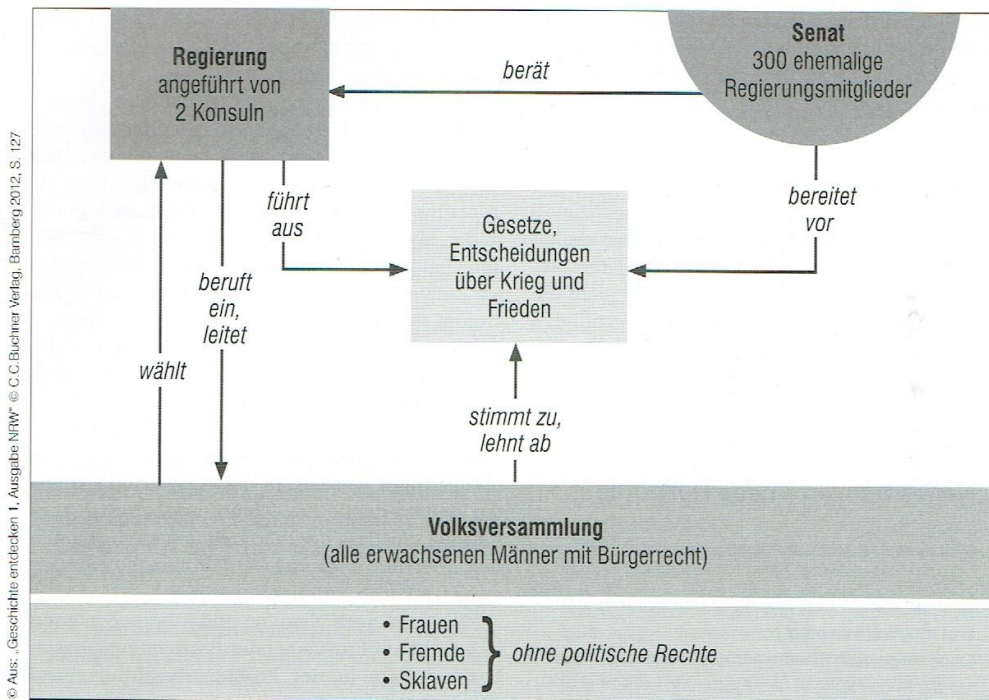 Regierung
angeführt von
2 Konsuln
berät
Senat
300 ehemalige
Regierungsmitglieder
führt
aus
bereitet
vor
Gesetze,
Entscheidungen
über Krieg und
Frieden
beruft
ein,
leitet
wählt
stimmt zu,
lehnt ab
Volksversammlung
(alle erwachsenen Männer mit Bürgerrecht)
• Frauen
• Fremde
• Sklaven
ohne politische Rechte
© Aus: „Geschichte entdecken 1, Ausgabe NRW" © C.C.Buchner Verlag, Bamberg 2012, S. 127